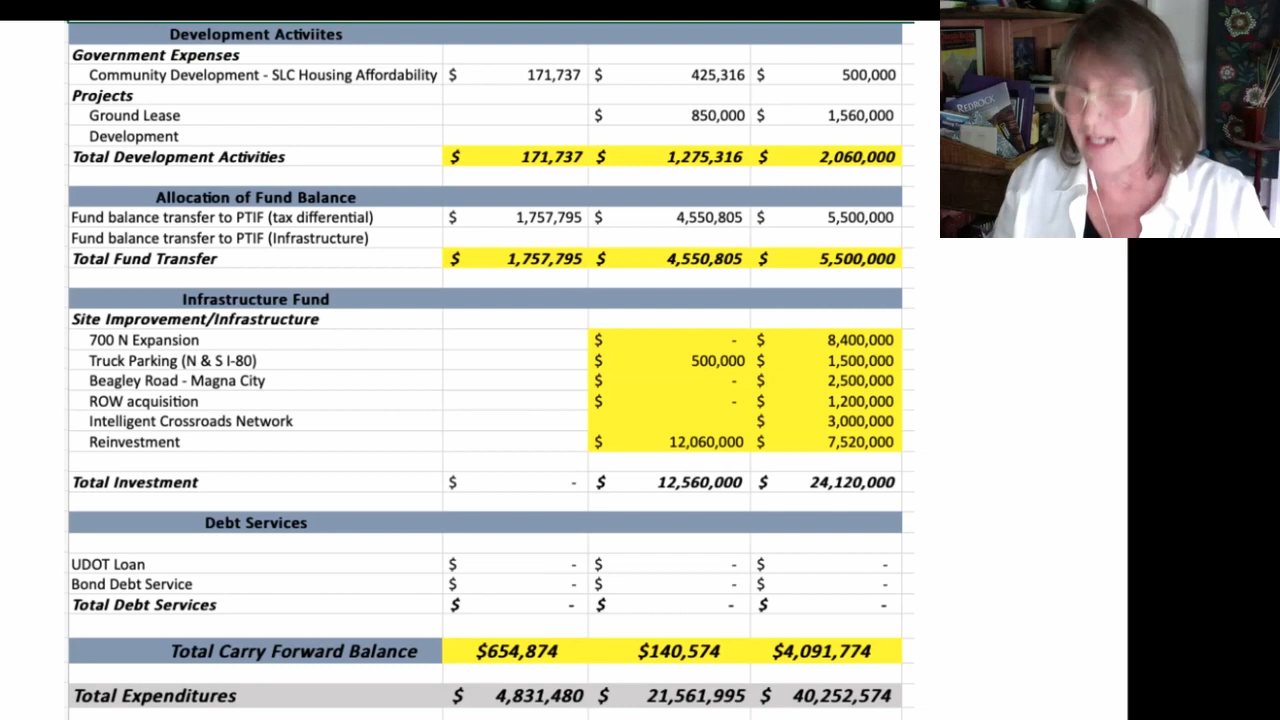 Development Activiites
Government Expenses
Community Development - SLC Housing Affordability $ 171,737 $ 425,316 $ 500,000
Projects
Ground Lease $ 850,000 $ 1,560,000
Development
Total Development Activities $ 171,737 $ 1,275,316 $ 2,060,000
Allocation of Fund Balance
Fund balance transfer to PTIF (tax differential) $ 1,757,795 $ 4,550,805 $ 5,500,000
Fund balance transfer to PTIF (Infrastructure)
Total Fund Transfer $ 1,757,795 $ 4,550,805 $ 5,500,000
Infrastructure Fund
Site Improvement/Infrastructure
700 N Expansion $ - $ 8,400,000
Truck Parking (N & S I-80) $ 500,000 $ 1,500,000
Beagley Road - Magna City $ - $ 2,500,000
ROW acquisition $ - $ 1,200,000
Intelligent Crossroads Network $ 3,000,000
Reinvestment $ 12,060,000 $ 7,520,000
Total Investment $ - $ 12,560,000 $ 24,120,000
Debt Services
UDOT Loan $ - $ - $ -
Bond Debt Service $ - $ - $ -
Total Debt Services $ - $ - $ -
Total Carry Forward Balance $654,874 $140,574 $4,091,774
Total Expenditures $ 4,831,480 $ 21,561,995 $ 40,252,574
REDROCK